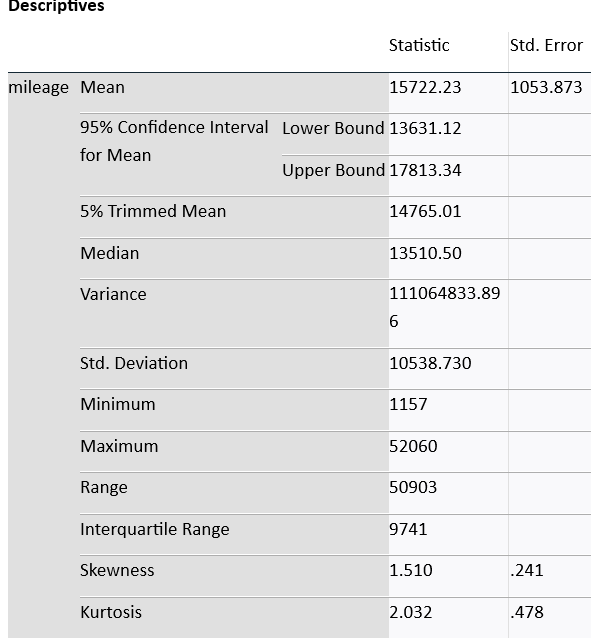 Descriptives
Statistic Std. Error
mileage Mean 15722.23 1053.873
95% Confidence Interval for Mean Lower Bound 13631.12
Upper Bound 17813.34
5% Trimmed Mean 14765.01
Median 13510.50
Variance 111064833.89
6
Std. Deviation 10538.730
Minimum 1157
Maximum 52060
Range 50903
Interquartile Range 9741
Skewness 1.510 .241
Kurtosis 2.032 .478